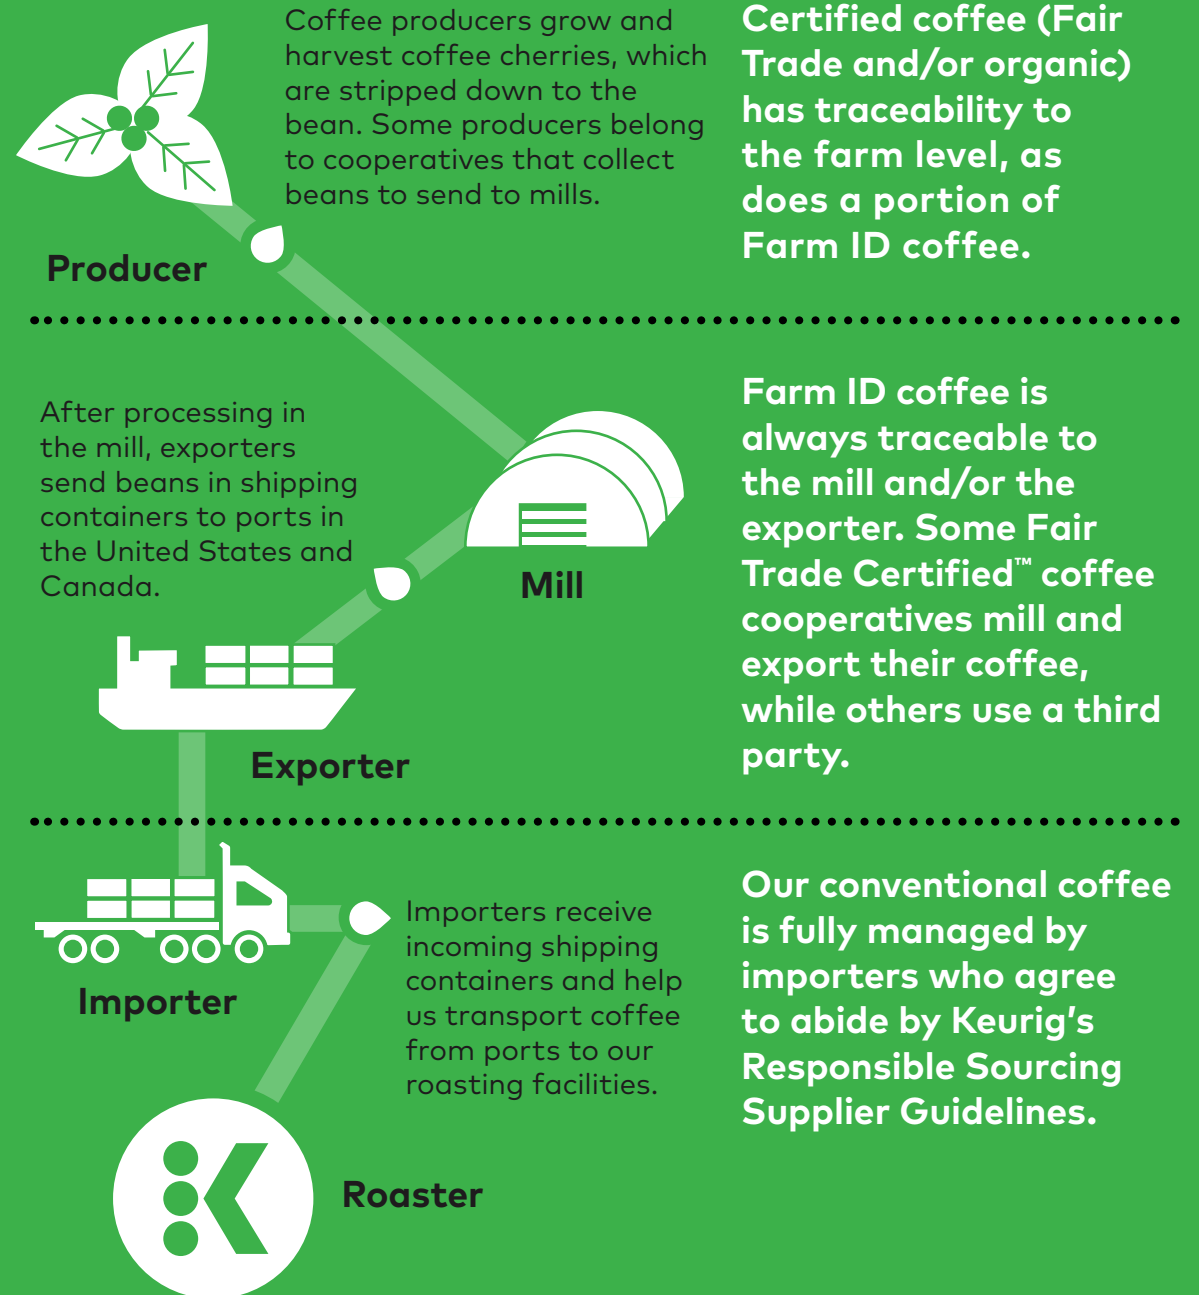 Coffee producers grow and
harvest coffee cherries, which
are stripped down to the
bean. Some producers belong
to cooperatives that collect
beans to send to mills.
Certified coffee (Fair
Trade and/or organic)
has traceability to
the farm level, as
does a portion of
Farm ID coffee.
Producer
After processing in
the mill, exporters
send beans in shipping
containers to ports in
the United States and
Canada.
Mill
Exporter
Farm ID coffee is
always traceable to
the mill and/or the
exporter. Some Fair
Trade Certified™ coffee
cooperatives mill and
export their coffee,
while others use a third
party.
Importer
Importers receive
incoming shipping
containers and help
us transport coffee
from ports to our
roasting facilities.
Our conventional coffee
is fully managed by
importers who agree
to abide by Keurig’s
Responsible Sourcing
Supplier Guidelines.
K
Roaster